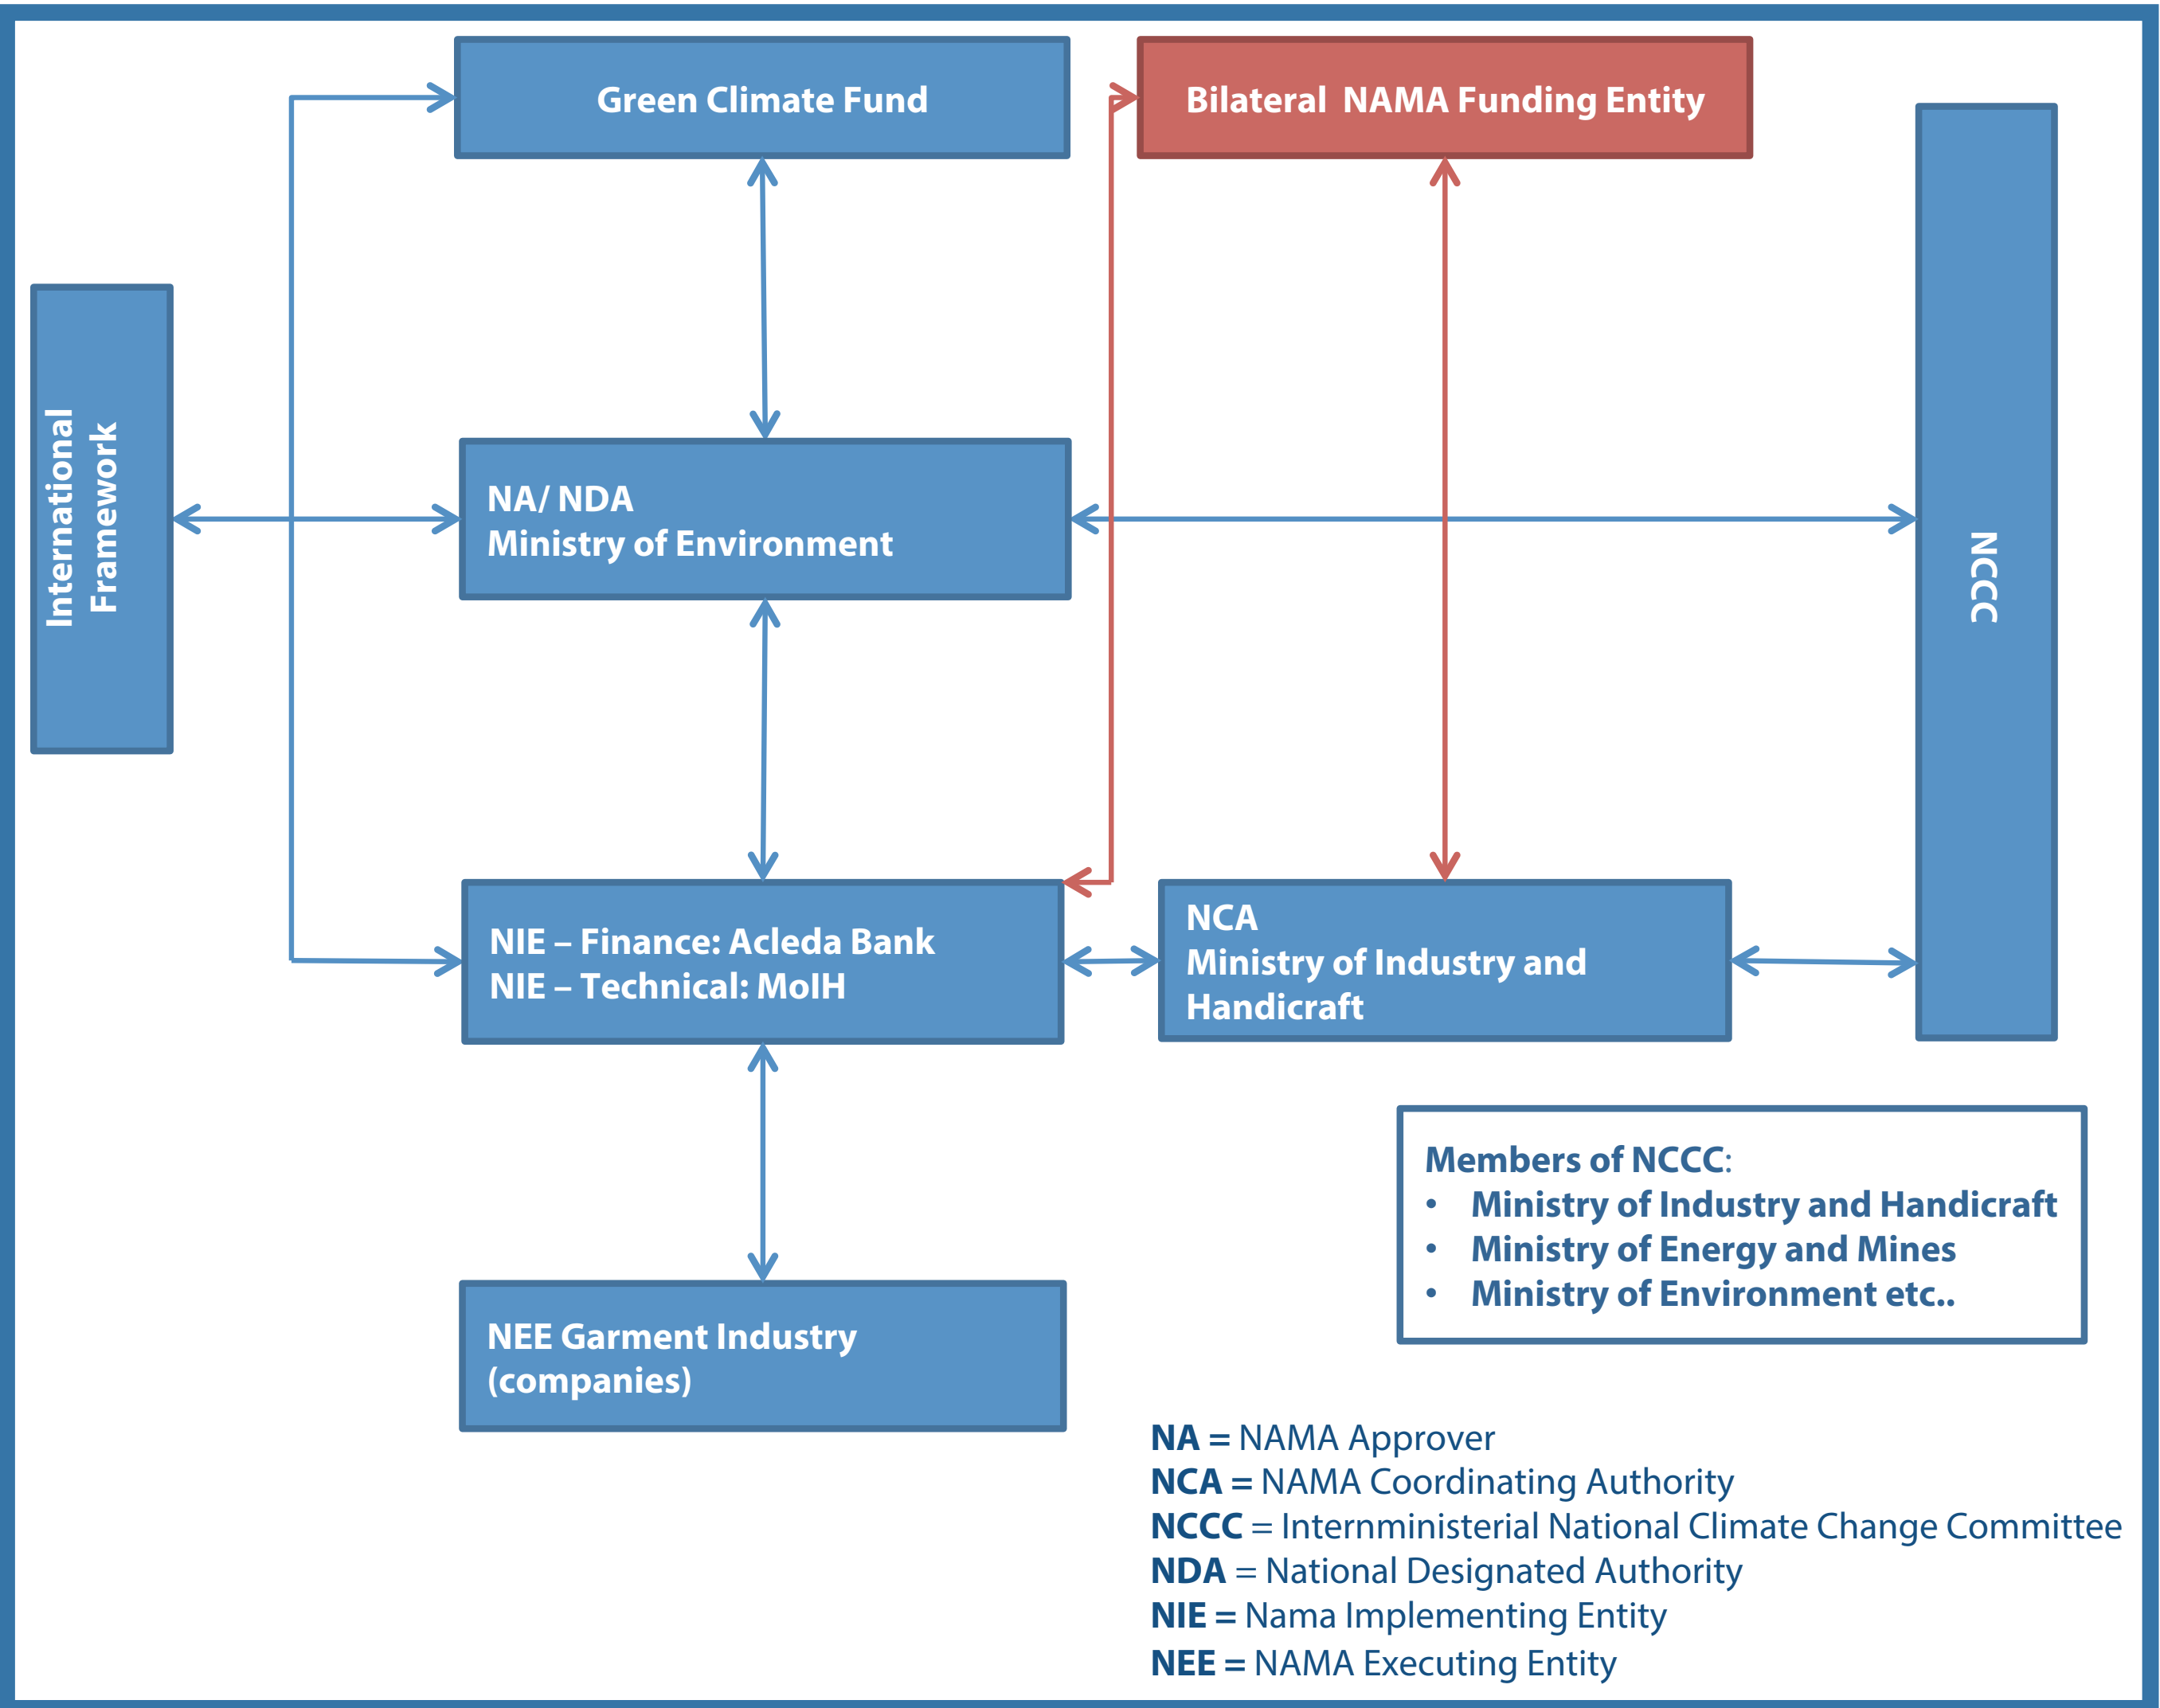 Green Climate Fund
Bilateral NAMA Funding Entity
International
Framework
NA/ NDA
Ministry of Environment
NCCC
NIE – Finance: Acleda Bank
NIE – Technical: MoIH
NCA
Ministry of Industry and
Handicraft
NEE Garment Industry
(companies)
Members of NCCC:
• Ministry of Industry and Handicraft
• Ministry of Energy and Mines
• Ministry of Environment etc..
NA = NAMA Approver
NCA = NAMA Coordinating Authority
NCCC = Internministerial National Climate Change Committee
NDA = National Designated Authority
NIE = Nama Implementing Entity
NEE = NAMA Executing Entity